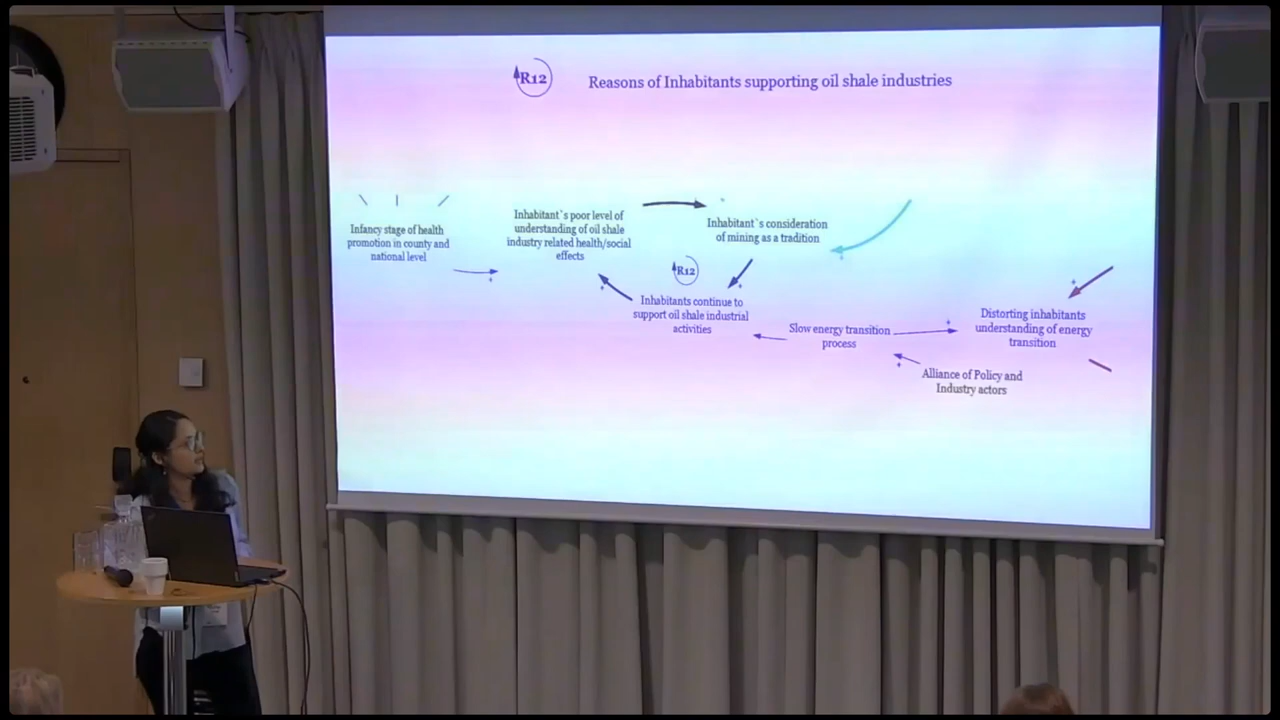 R12
Reasons of Inhabitants supporting oil shale industries
Infancy stage of health
promotion in county and
national level
Inhabitant`s poor level of
understanding of oil shale
industry related health/social
effects
Inhabitant`s consideration
of mining as a tradition
R12
Inhabitants continue to
support oil shale industrial
activities
Slow energy transition
process
Distorting inhabitants
understanding of energy
transition
Alliance of Policy and
Industry actors